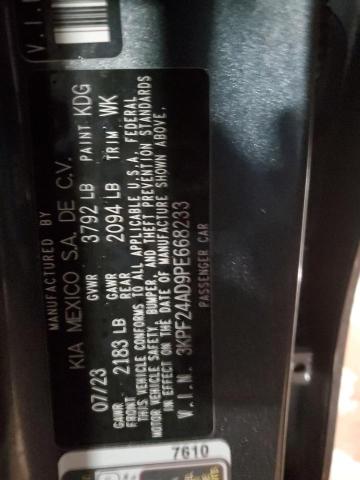 V.I.N.
MANUFACTURED BY
KIA MEXICO S.A. DE C.V.
07/23 GVWR 3792 LB PAINT KDG
GAWR FRONT 2183 LB GAWR REAR 2094 LB TRIM WK
THIS VEHICLE CONFORMS TO ALL APPLICABLE U.S.A. FEDERAL
MOTOR VEHICLE SAFETY, BUMPER, AND THEFT PREVENTION STANDARDS
IN EFFECT ON THE DATE OF MANUFACTURE SHOWN ABOVE.
V.I.N. 3KPF24AD9PE668233
PASSENGER CAR
7610